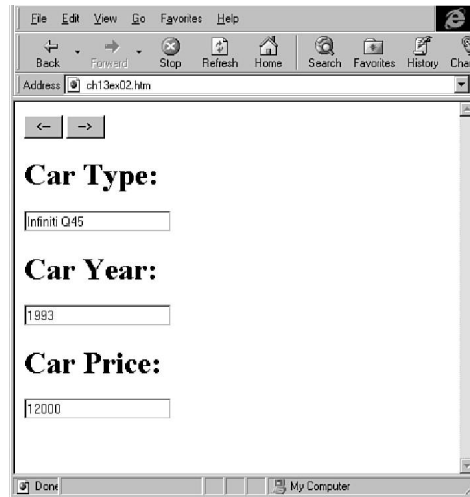 File Edit View Go Favorites Help
Back Forward Stop Refresh Home Search Favorites History
Address ch13ex02.htm
<-- -->
Car Type:
Infiniti Q45
Car Year:
1993
Car Price:
12000
Done My Computer